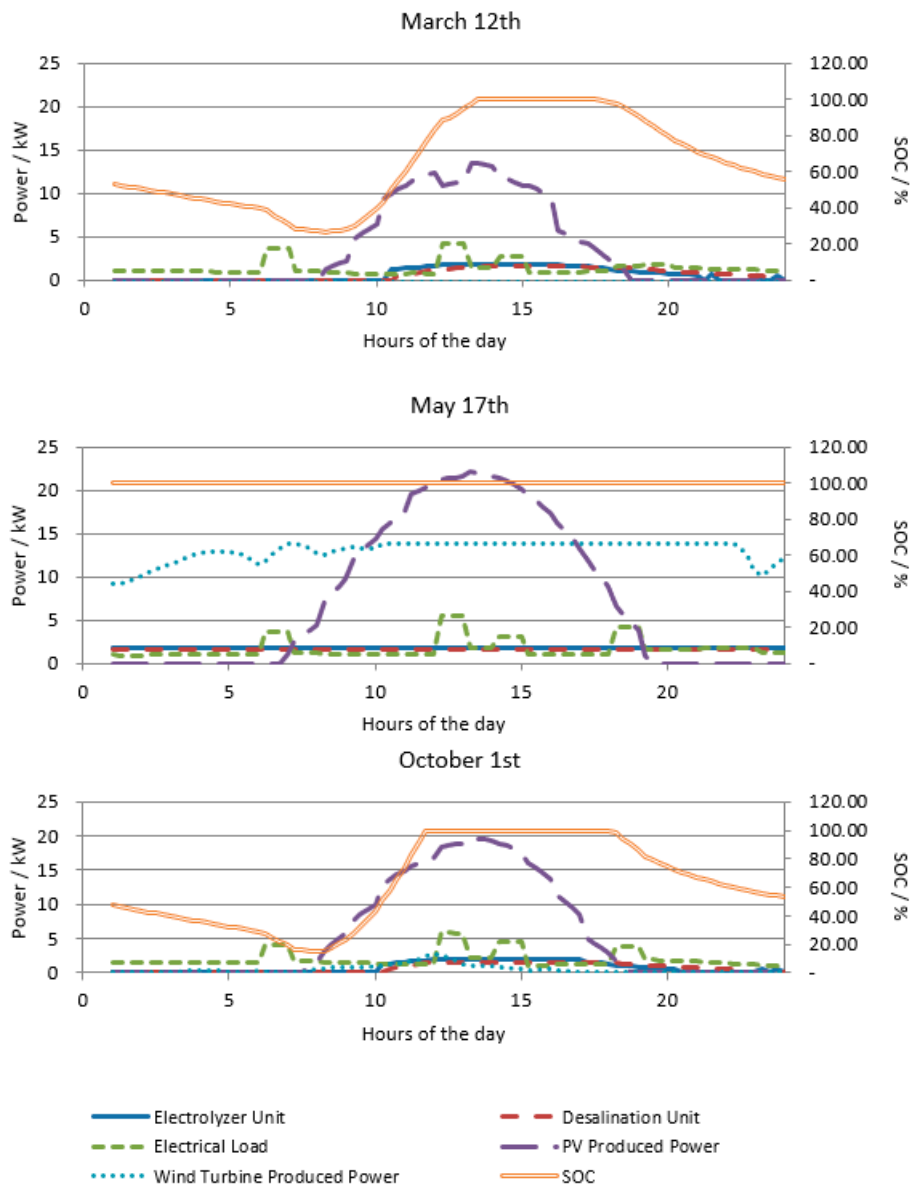 March 12th
25 120.00
20 100.00
15 80.00
10 60.00
5 40.00
0 20.00
-
Power / kW
SOC / %
0 5 10 15 20
Hours of the day
May 17th
25 120.00
20 100.00
15 80.00
10 60.00
5 40.00
0 20.00
-
Power / kW
SOC / %
0 5 10 15 20
Hours of the day
October 1st
25 120.00
20 100.00
15 80.00
10 60.00
5 40.00
0 20.00
-
Power / kW
SOC / %
0 5 10 15 20
Hours of the day
Electrolyzer Unit Desalination Unit
Electrical Load PV Produced Power
Wind Turbine Produced Power SOC